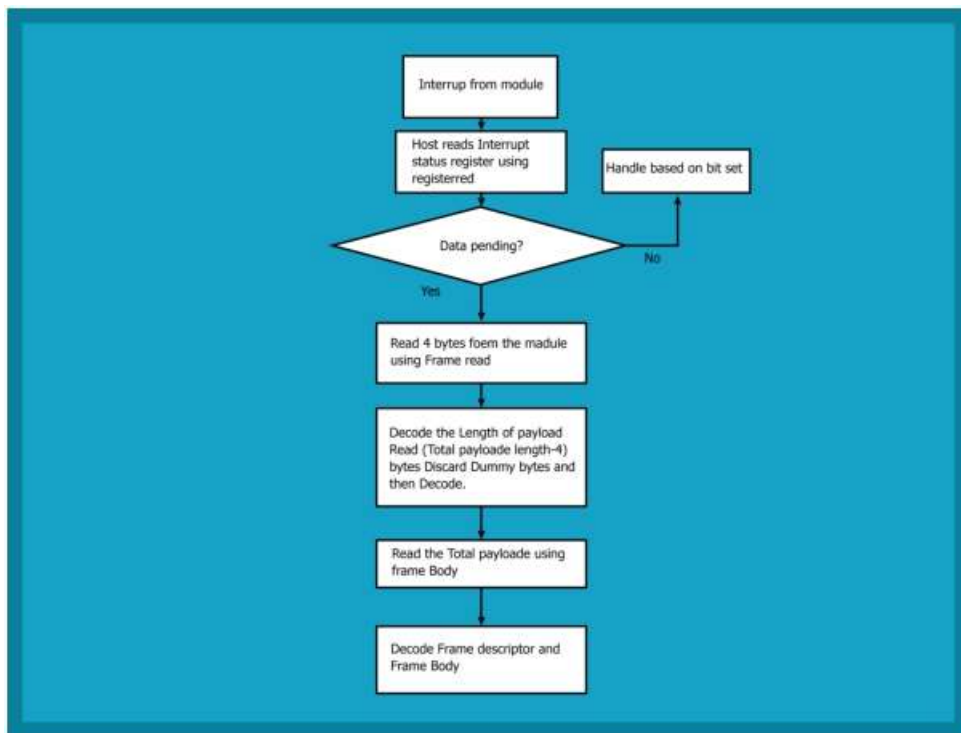 Interrup from module
Host reads Interrupt
status register using
registerred
Handle based on bit set
Data pending?
No
Yes
Read 4 bytes foem the madule
using Frame read
Decode the Length of payload
Read (Total payloade length-4)
bytes Discard Dummy bytes and
then Decode.
Read the Total payloade using
frame Body
Decode Frame descriptor and
Frame Body